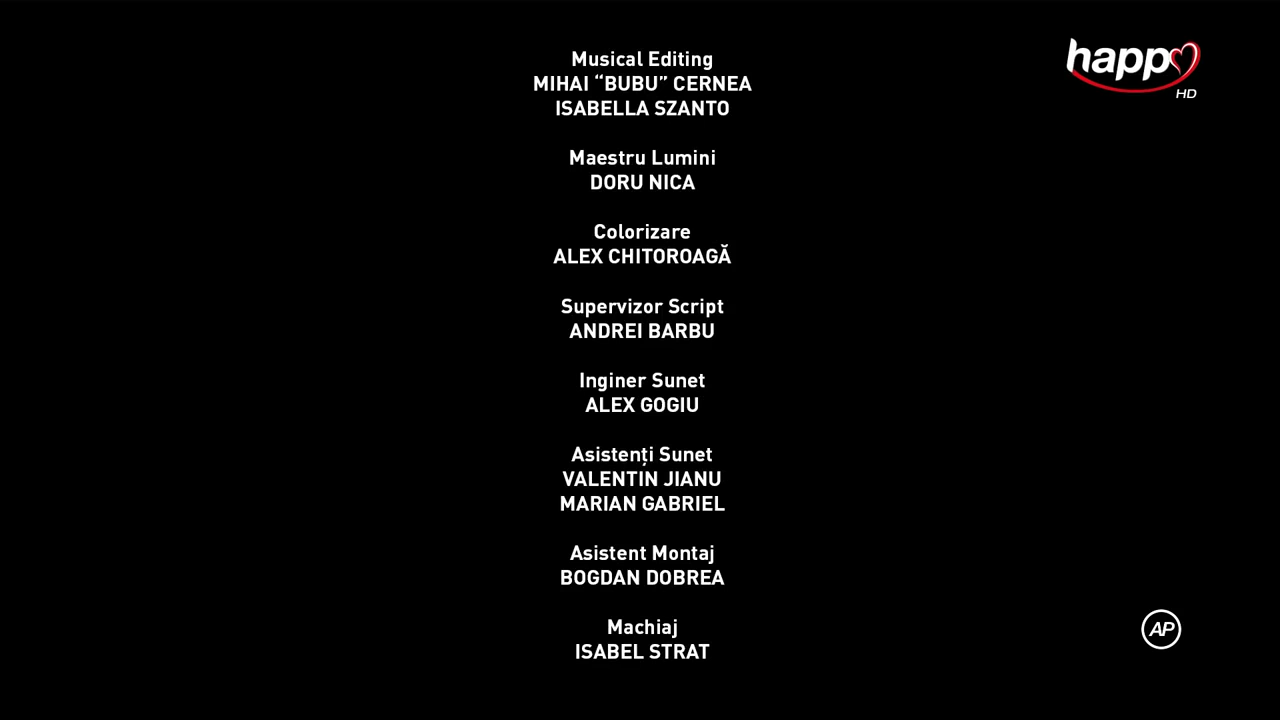 Musical Editing
MIHAI “BUBU” CERNEA
ISABELLA SZANTO
Maestru Lumini
DORU NICA
Colorizare
ALEX CHITOROAGĂ
Supervizor Script
ANDREI BARBU
Inginer Sunet
ALEX GOGIU
Asistenți Sunet
VALENTIN JIANU
MARIAN GABRIEL
Asistent Montaj
BOGDAN DOBREA
Machiaj
ISABEL STRAT
happy
HD
AP